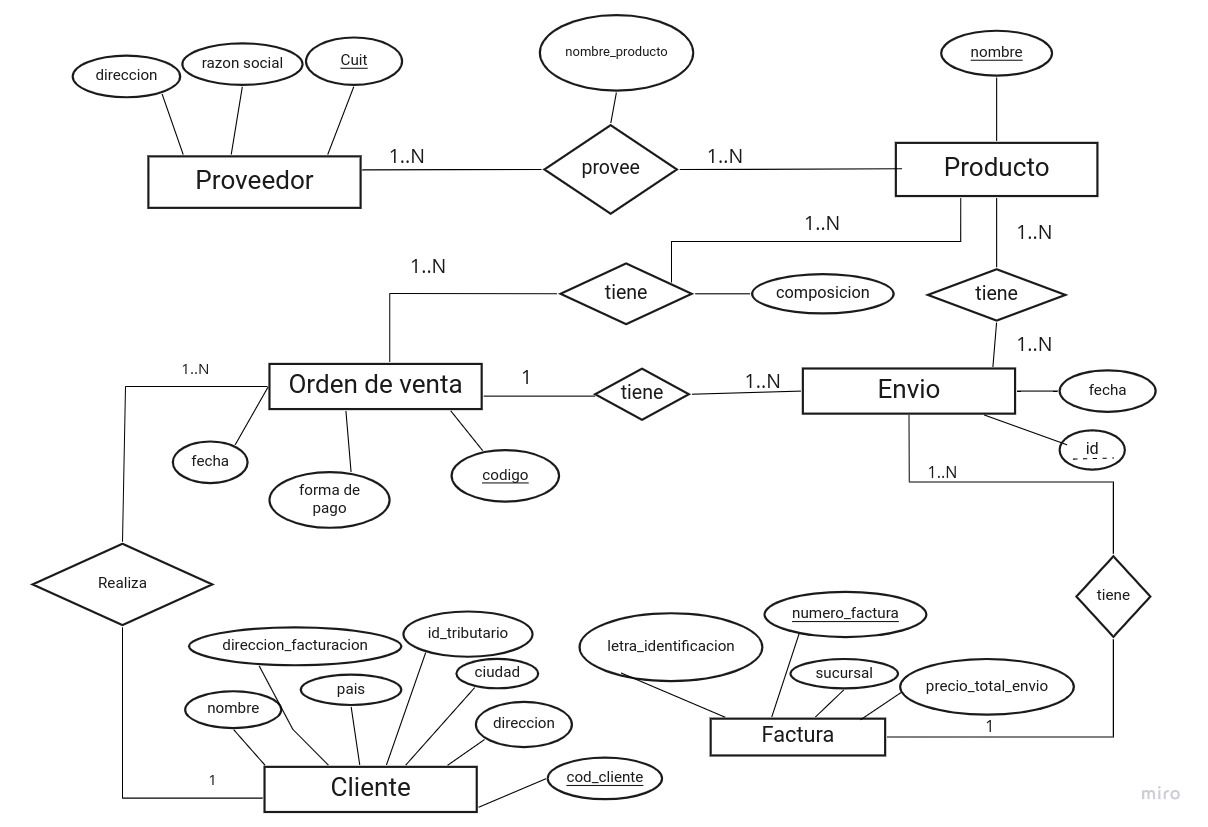 nombre_producto
nombre
direccion
razon social
Cuit
Proveedor
1..N
provee
1..N
Producto
1..N
1..N
1..N
tiene
composicion
tiene
1..N
1..N
Orden de venta
1
tiene
1..N
Envio
fecha
id
fecha
forma de
pago
codigo
1..N
Realiza
tiene
direccion_facturacion
id_tributario
letra_identificacion
numero_factura
nombre
pais
ciudad
direccion
sucursal
precio_total_envio
Factura
1
1
Cliente
cod_cliente
miro